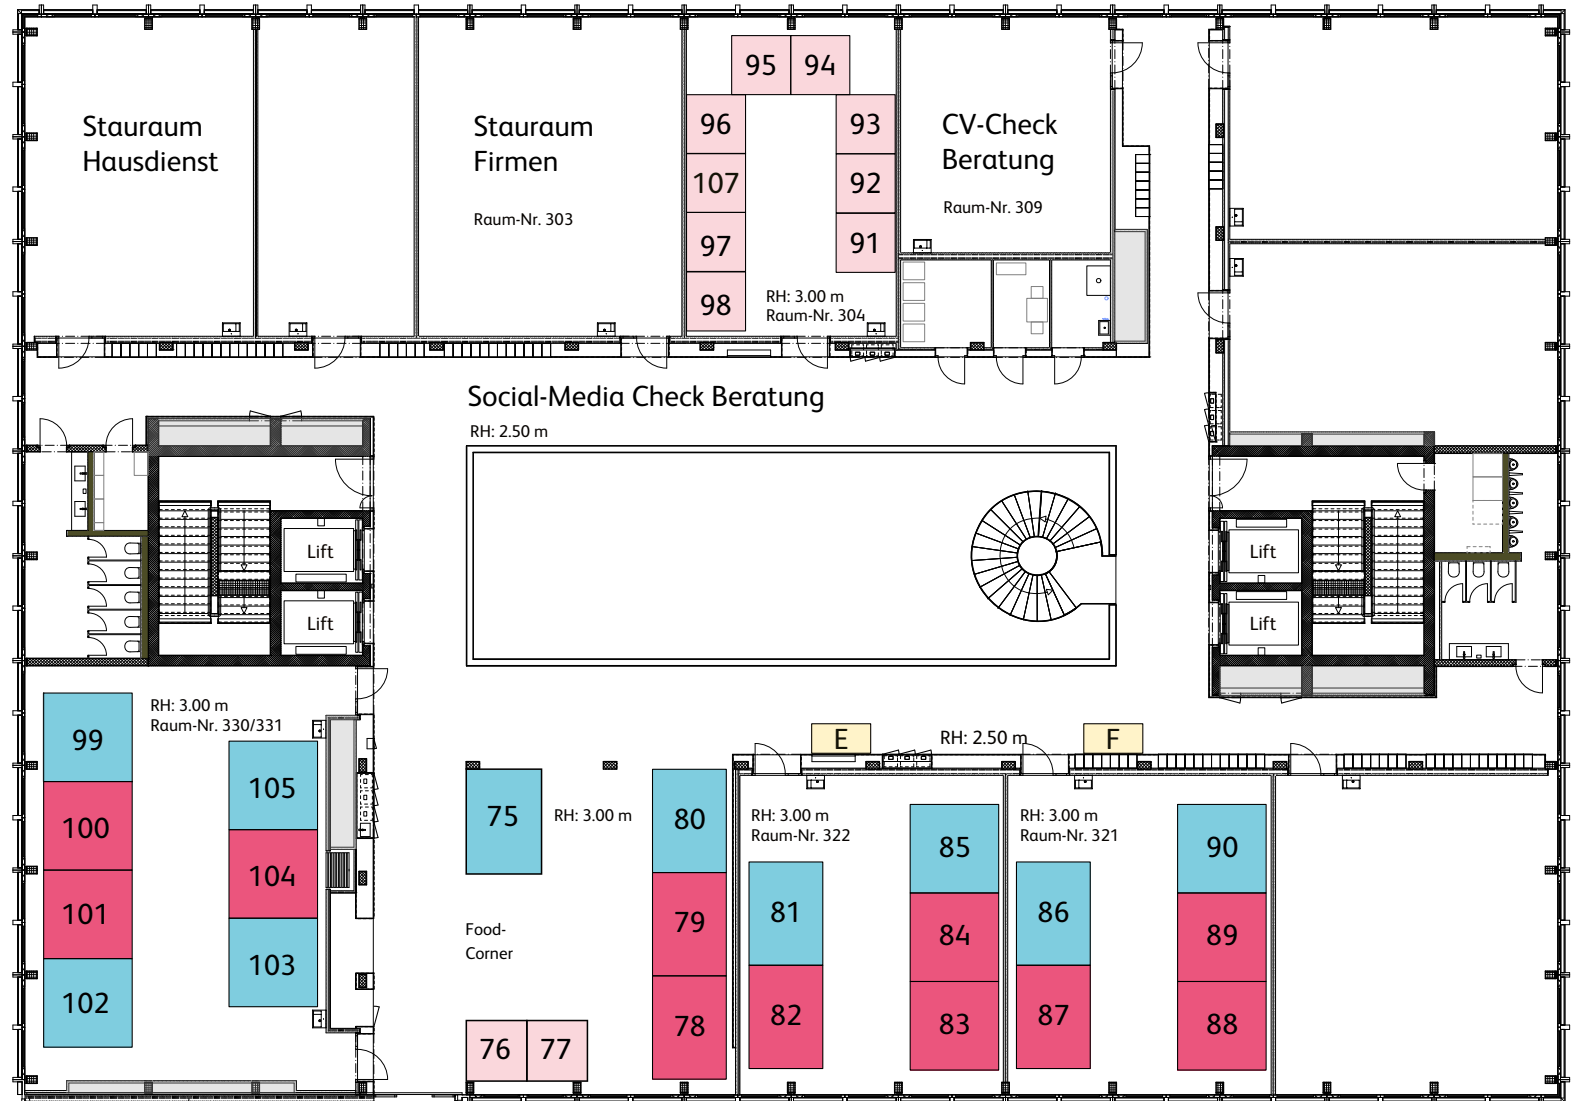 95 94
Stauraum
Hausdienst
Stauraum
Firmen
Raum-Nr. 303
96 93
107 92
97 91
98
RH: 3.00 m
Raum-Nr. 304
CV-Check
Beratung
Raum-Nr. 309
Social-Media Check Beratung
RH: 2.50 m
Lift
Lift
Lift
Lift
RH: 3.00 m
Raum-Nr. 330/331
99
100
101
102
105
104
103
E
RH: 2.50 m
F
75
RH: 3.00 m
Food-
Corner
76 77
80
79
78
RH: 3.00 m
Raum-Nr. 322
81
82
85
84
83
RH: 3.00 m
Raum-Nr. 321
86
87
90
89
88